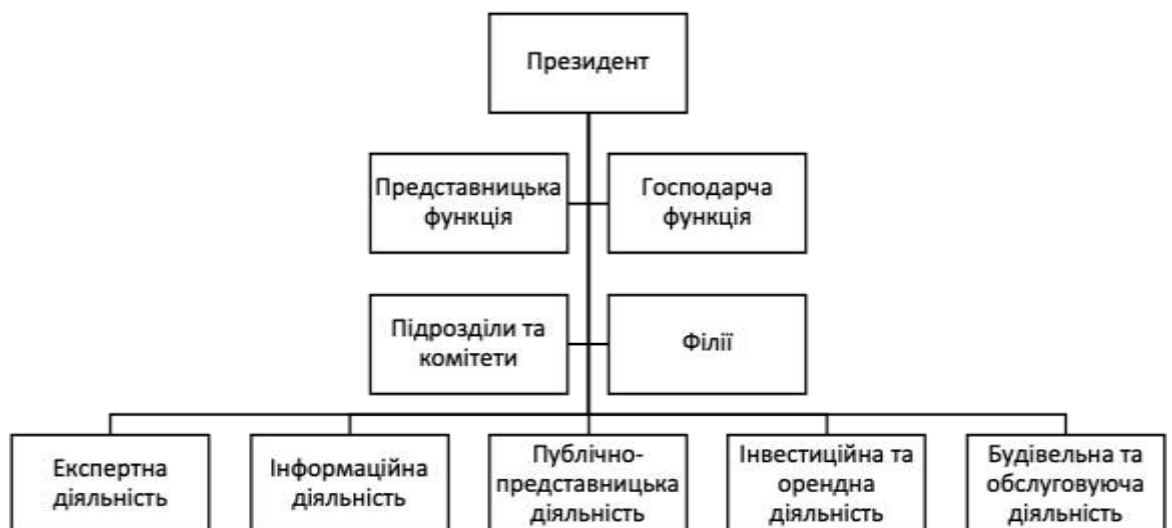 Президент
Представницька
функція
Господарча
функція
Підрозділи та
комітети
Філії
Експертна
діяльність
Інформаційна
діяльність
Публічно-
представницька
діяльність
Інвестиційна та
орендна
діяльність
Будівельна та
обслуговуюча
діяльність